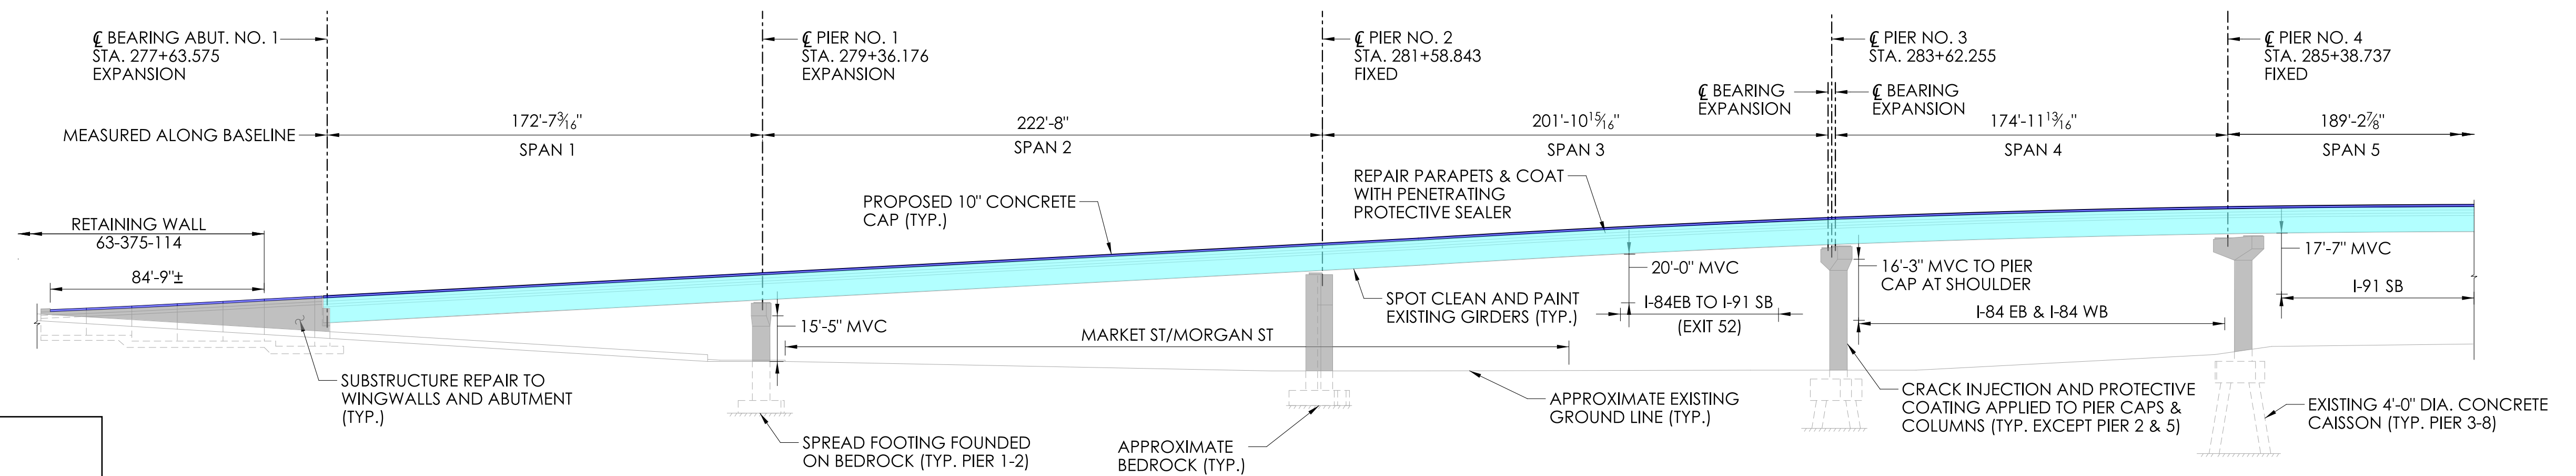 ℄ BEARING ABUT. NO. 1
STA. 277+63.575
EXPANSION
℄ PIER NO. 1
STA. 279+36.176
EXPANSION
℄ PIER NO. 2
STA. 281+58.843
FIXED
℄ PIER NO. 3
STA. 283+62.255
℄ PIER NO. 4
STA. 285+38.737
FIXED
℄ BEARING
EXPANSION
℄ BEARING
EXPANSION
MEASURED ALONG BASELINE
172'-7 3/16"
SPAN 1
222'-8"
SPAN 2
201'-10 15/16"
SPAN 3
174'-11 13/16"
SPAN 4
189'-2 7/8"
SPAN 5
RETAINING WALL
63-375-114
84'-9"±
PROPOSED 10" CONCRETE
CAP (TYP.)
REPAIR PARAPETS & COAT
WITH PENETRATING
PROTECTIVE SEALER
15'-5" MVC
MARKET ST/MORGAN ST
SPOT CLEAN AND PAINT
EXISTING GIRDERS (TYP.)
20'-0" MVC
I-84EB TO I-91 SB
(EXIT 52)
16'-3" MVC TO PIER
CAP AT SHOULDER
I-84 EB & I-84 WB
17'-7" MVC
I-91 SB
SUBSTRUCTURE REPAIR TO
WINGWALLS AND ABUTMENT
(TYP.)
SPREAD FOOTING FOUNDED
ON BEDROCK (TYP. PIER 1-2)
APPROXIMATE
BEDROCK (TYP.)
APPROXIMATE EXISTING
GROUND LINE (TYP.)
CRACK INJECTION AND PROTECTIVE
COATING APPLIED TO PIER CAPS &
COLUMNS (TYP. EXCEPT PIER 2 & 5)
EXISTING 4'-0" DIA. CONCRETE
CAISSON (TYP. PIER 3-8)